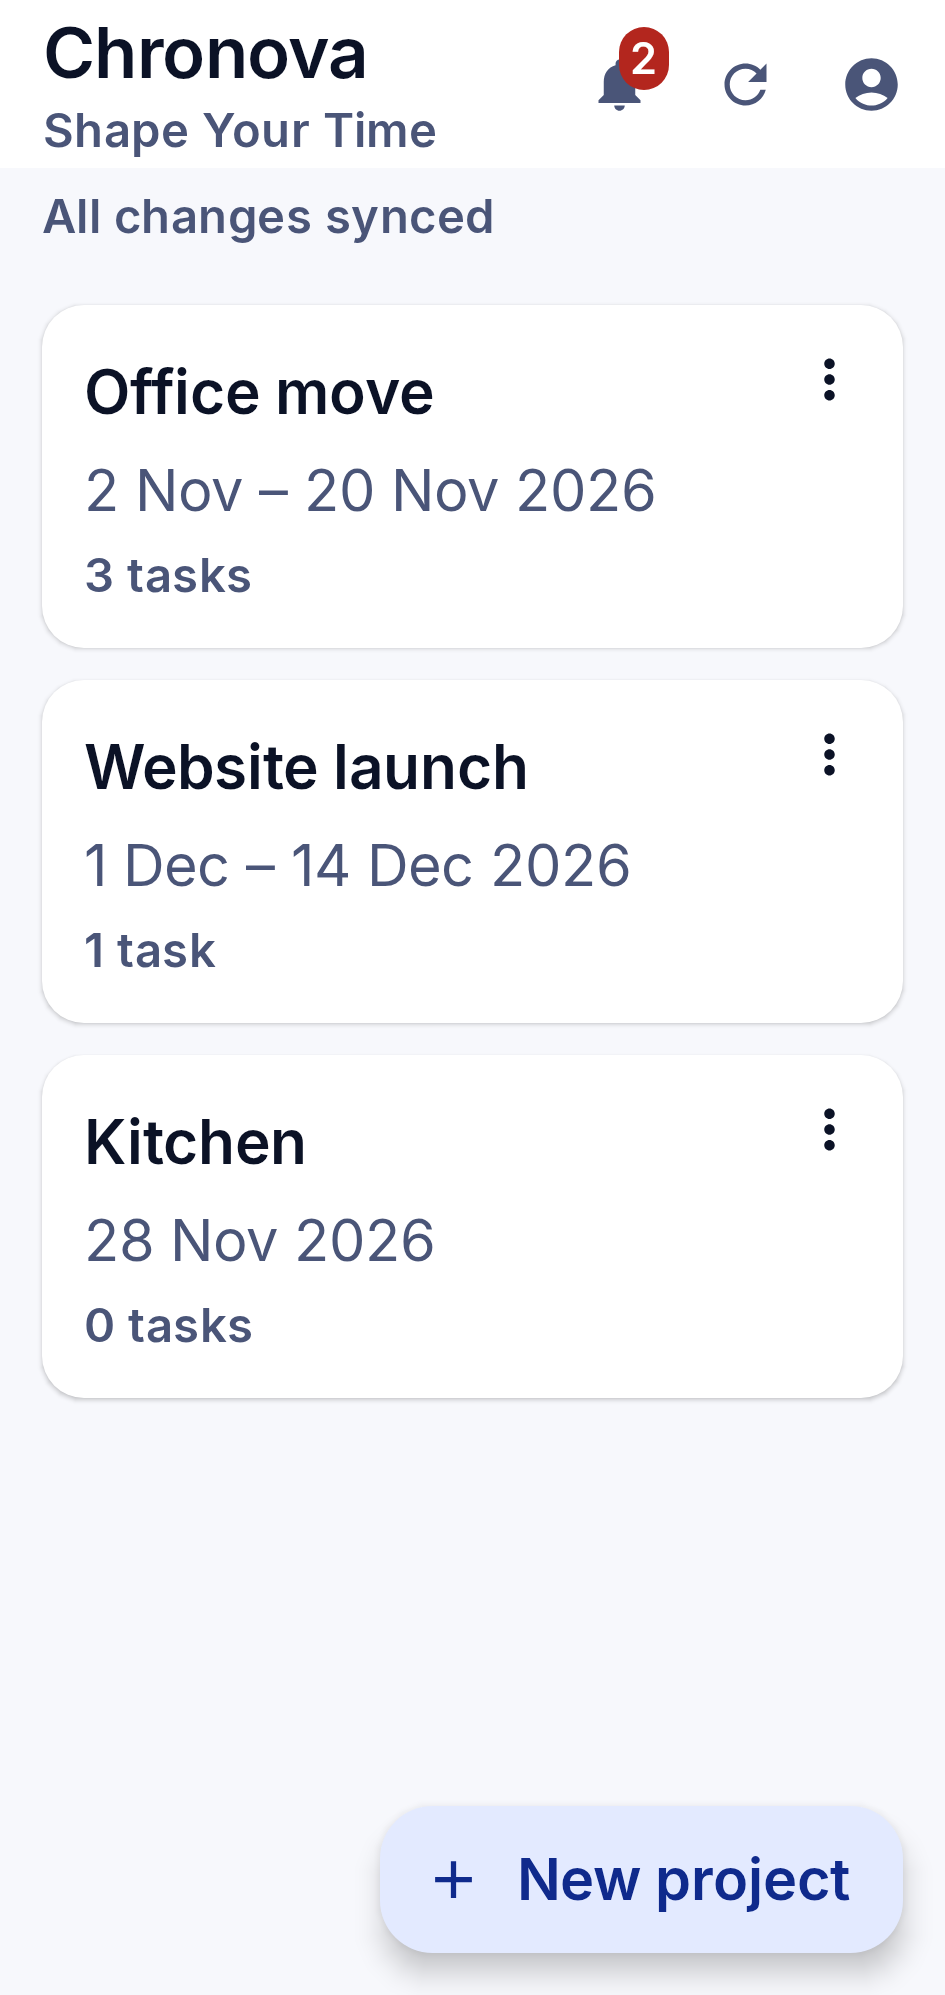 Chronova
2
Shape Your Time
All changes synced
Office move
2 Nov – 20 Nov 2026
3 tasks
Website launch
1 Dec – 14 Dec 2026
1 task
Kitchen
28 Nov 2026
0 tasks
+ New project